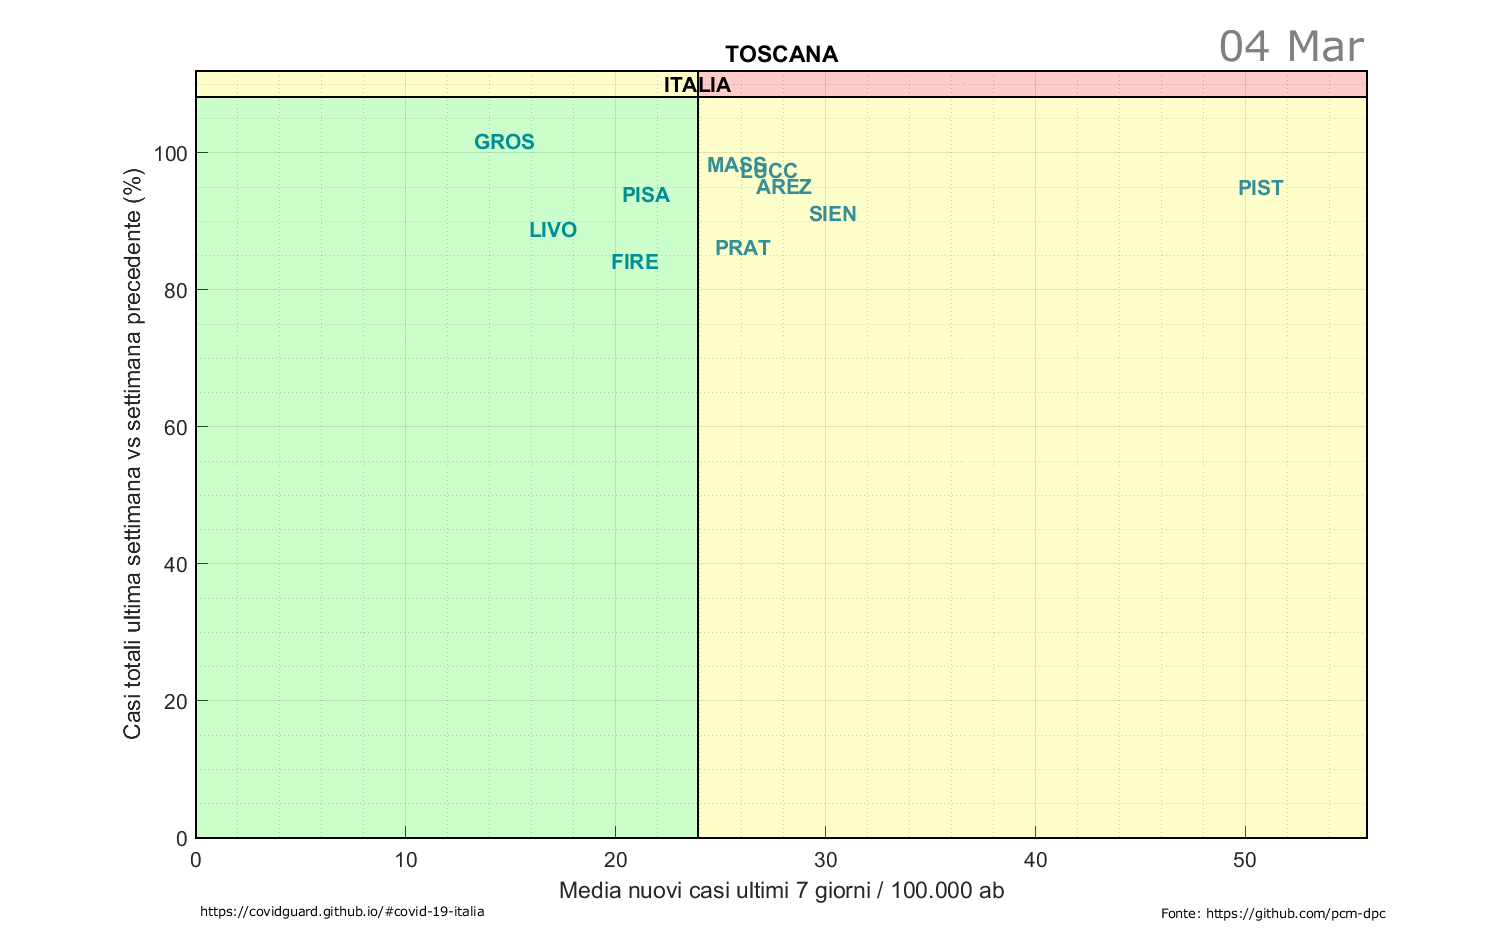 04 Mar
TOSCANA
ITALIA
GROS
MASS
LUCC
AREZ
PIST
PISA
SIEN
LIVO
PRAT
FIRE
100
80
60
40
20
0
Casi totali ultima settimana vs settimana precedente (%)
0 10 20 30 40 50
Media nuovi casi ultimi 7 giorni / 100.000 ab
https://covidguard.github.io/#covid-19-italia
Fonte: https://github.com/pcm-dpc